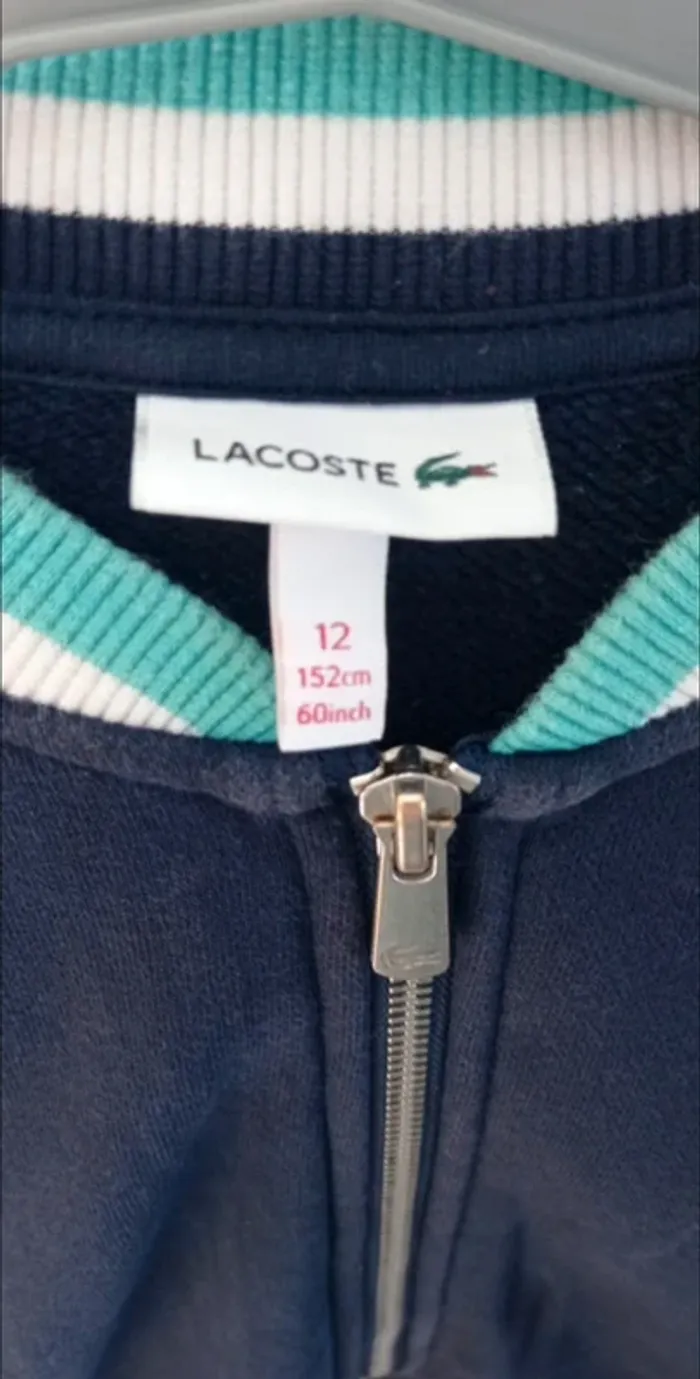 LACOSTE
12
152cm
60inch